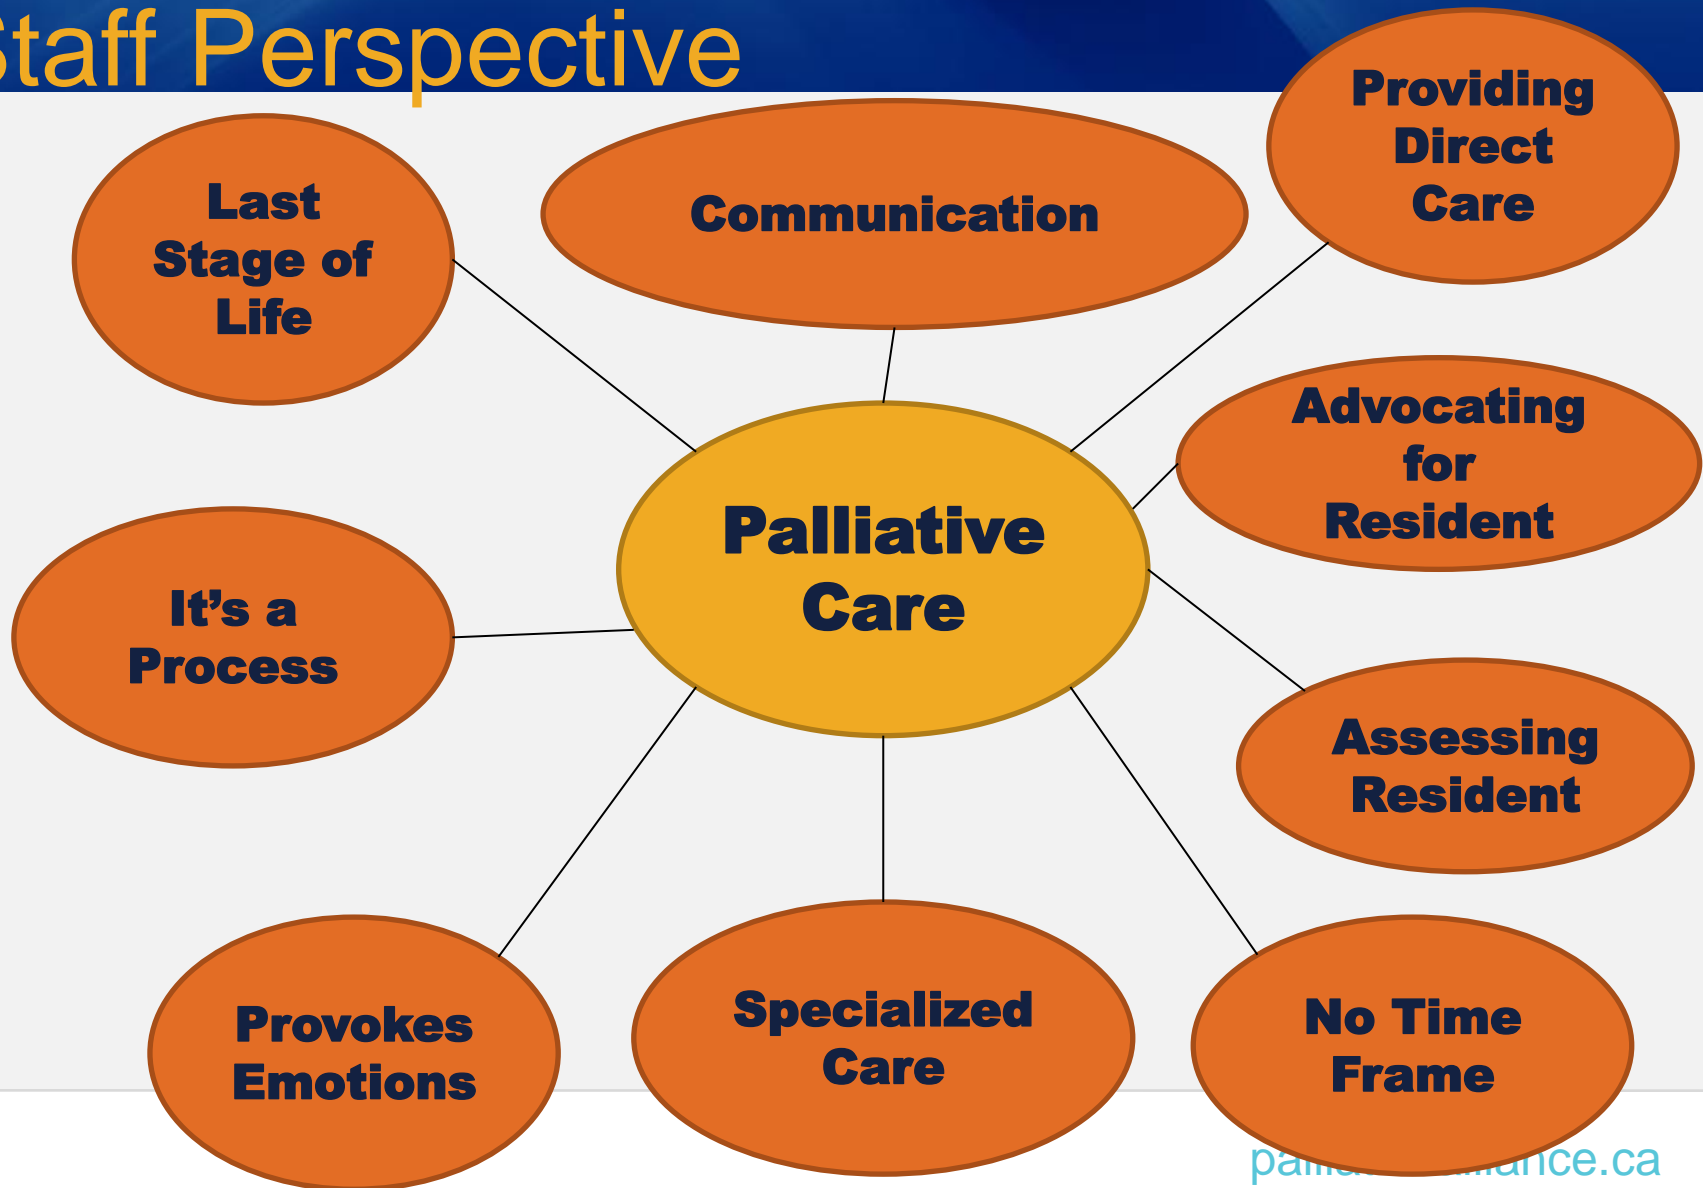 Staff Perspective
Providing
Direct
Care
Communication
Last
Stage of
Life
Advocating
for
Resident
Palliative
Care
It’s a
Process
Assessing
Resident
Provokes
Emotions
Specialized
Care
No Time
Frame